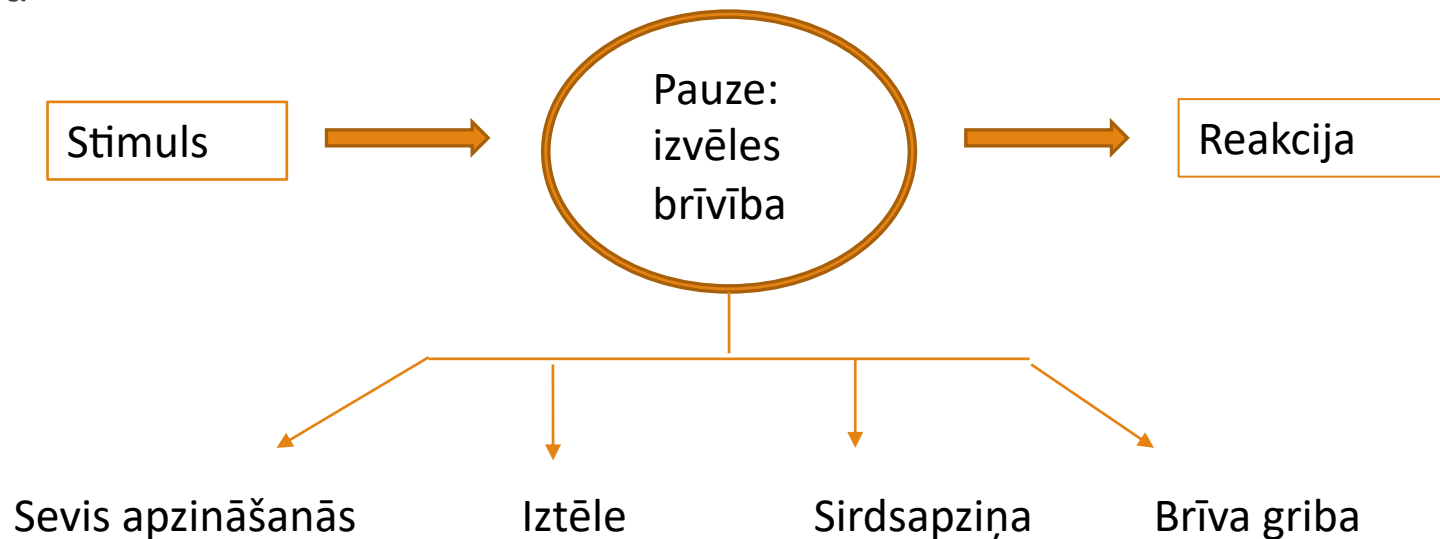 Stimuls
Pauze:
izvēles
brīvība
Reakcija
Sevis apzināšanās
Iztēle
Sirdsapziņa
Brīva griba